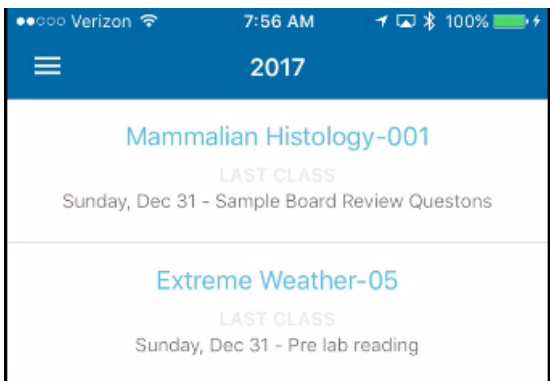 ●●○○○ Verizon 7:56 AM 100%
2017
Mammalian Histology-001
LAST CLASS
Sunday, Dec 31 - Sample Board Review Questons
Extreme Weather-05
LAST CLASS
Sunday, Dec 31 - Pre lab reading